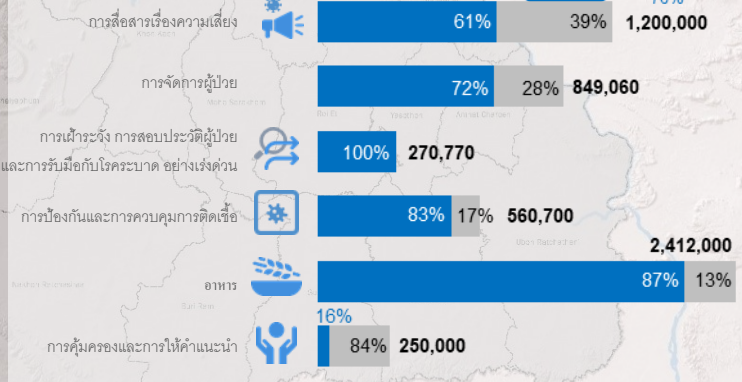 การสื่อสารเรื่องความเสี่ยง 61% 39% 1,200,000
การจัดการผู้ป่วย 72% 28% 849,060
การเฝ้าระวัง การสอบประวัติผู้ป่วย
และการรับมือกับโรคระบาด อย่างเร่งด่วน 100% 270,770
การป้องกันและการควบคุมการติดเชื้อ 83% 17% 560,700
2,412,000
อาหาร 87% 13%
16%
การคุ้มครองและการให้คำแนะนำ 84% 250,000